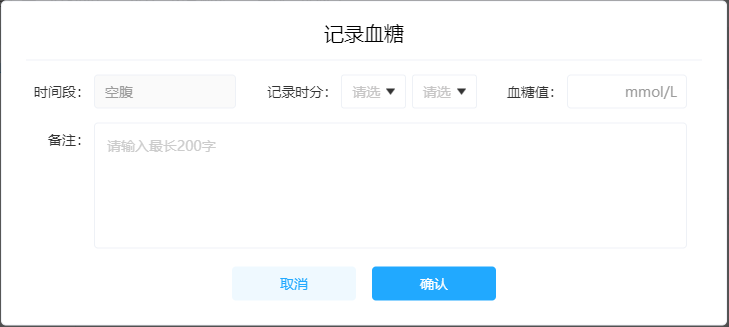 记录血糖
时间段： 空腹 记录时分： 请选 请选 血糖值： mmol/L
备注： 请输入最长200字
取消 确认